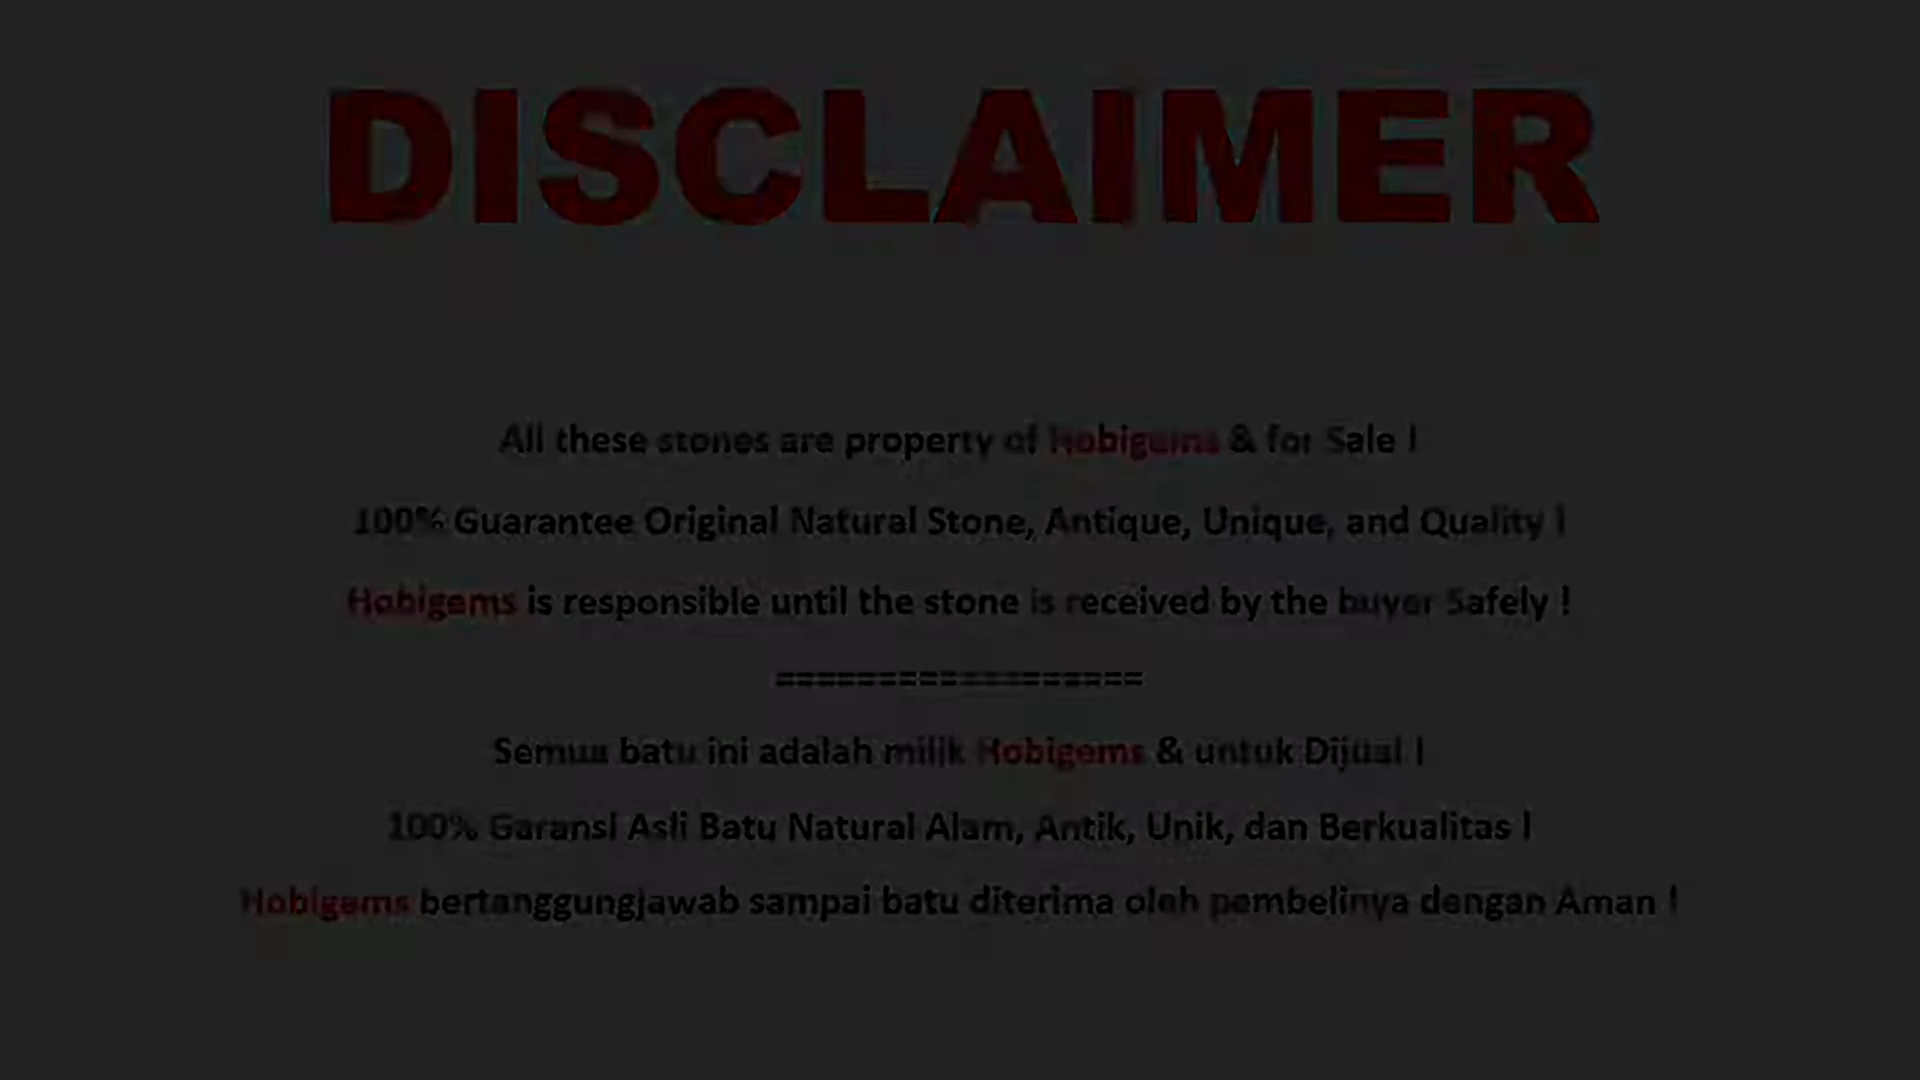 DISCLAIMER
All these stones are property of Hobigems & for Sale !
100% Guarantee Original Natural Stone, Antique, Unique, and Quality !
Hobigems is responsible until the stone is received by the buyer Safely !
==================
Semua batu ini adalah milik Hobigems & untuk Dijual !
100% Garansi Asli Batu Natural Alam, Antik, Unik, dan Berkualitas !
Hobigems bertanggungjawab sampai batu diterima oleh pembelinya dengan Aman !